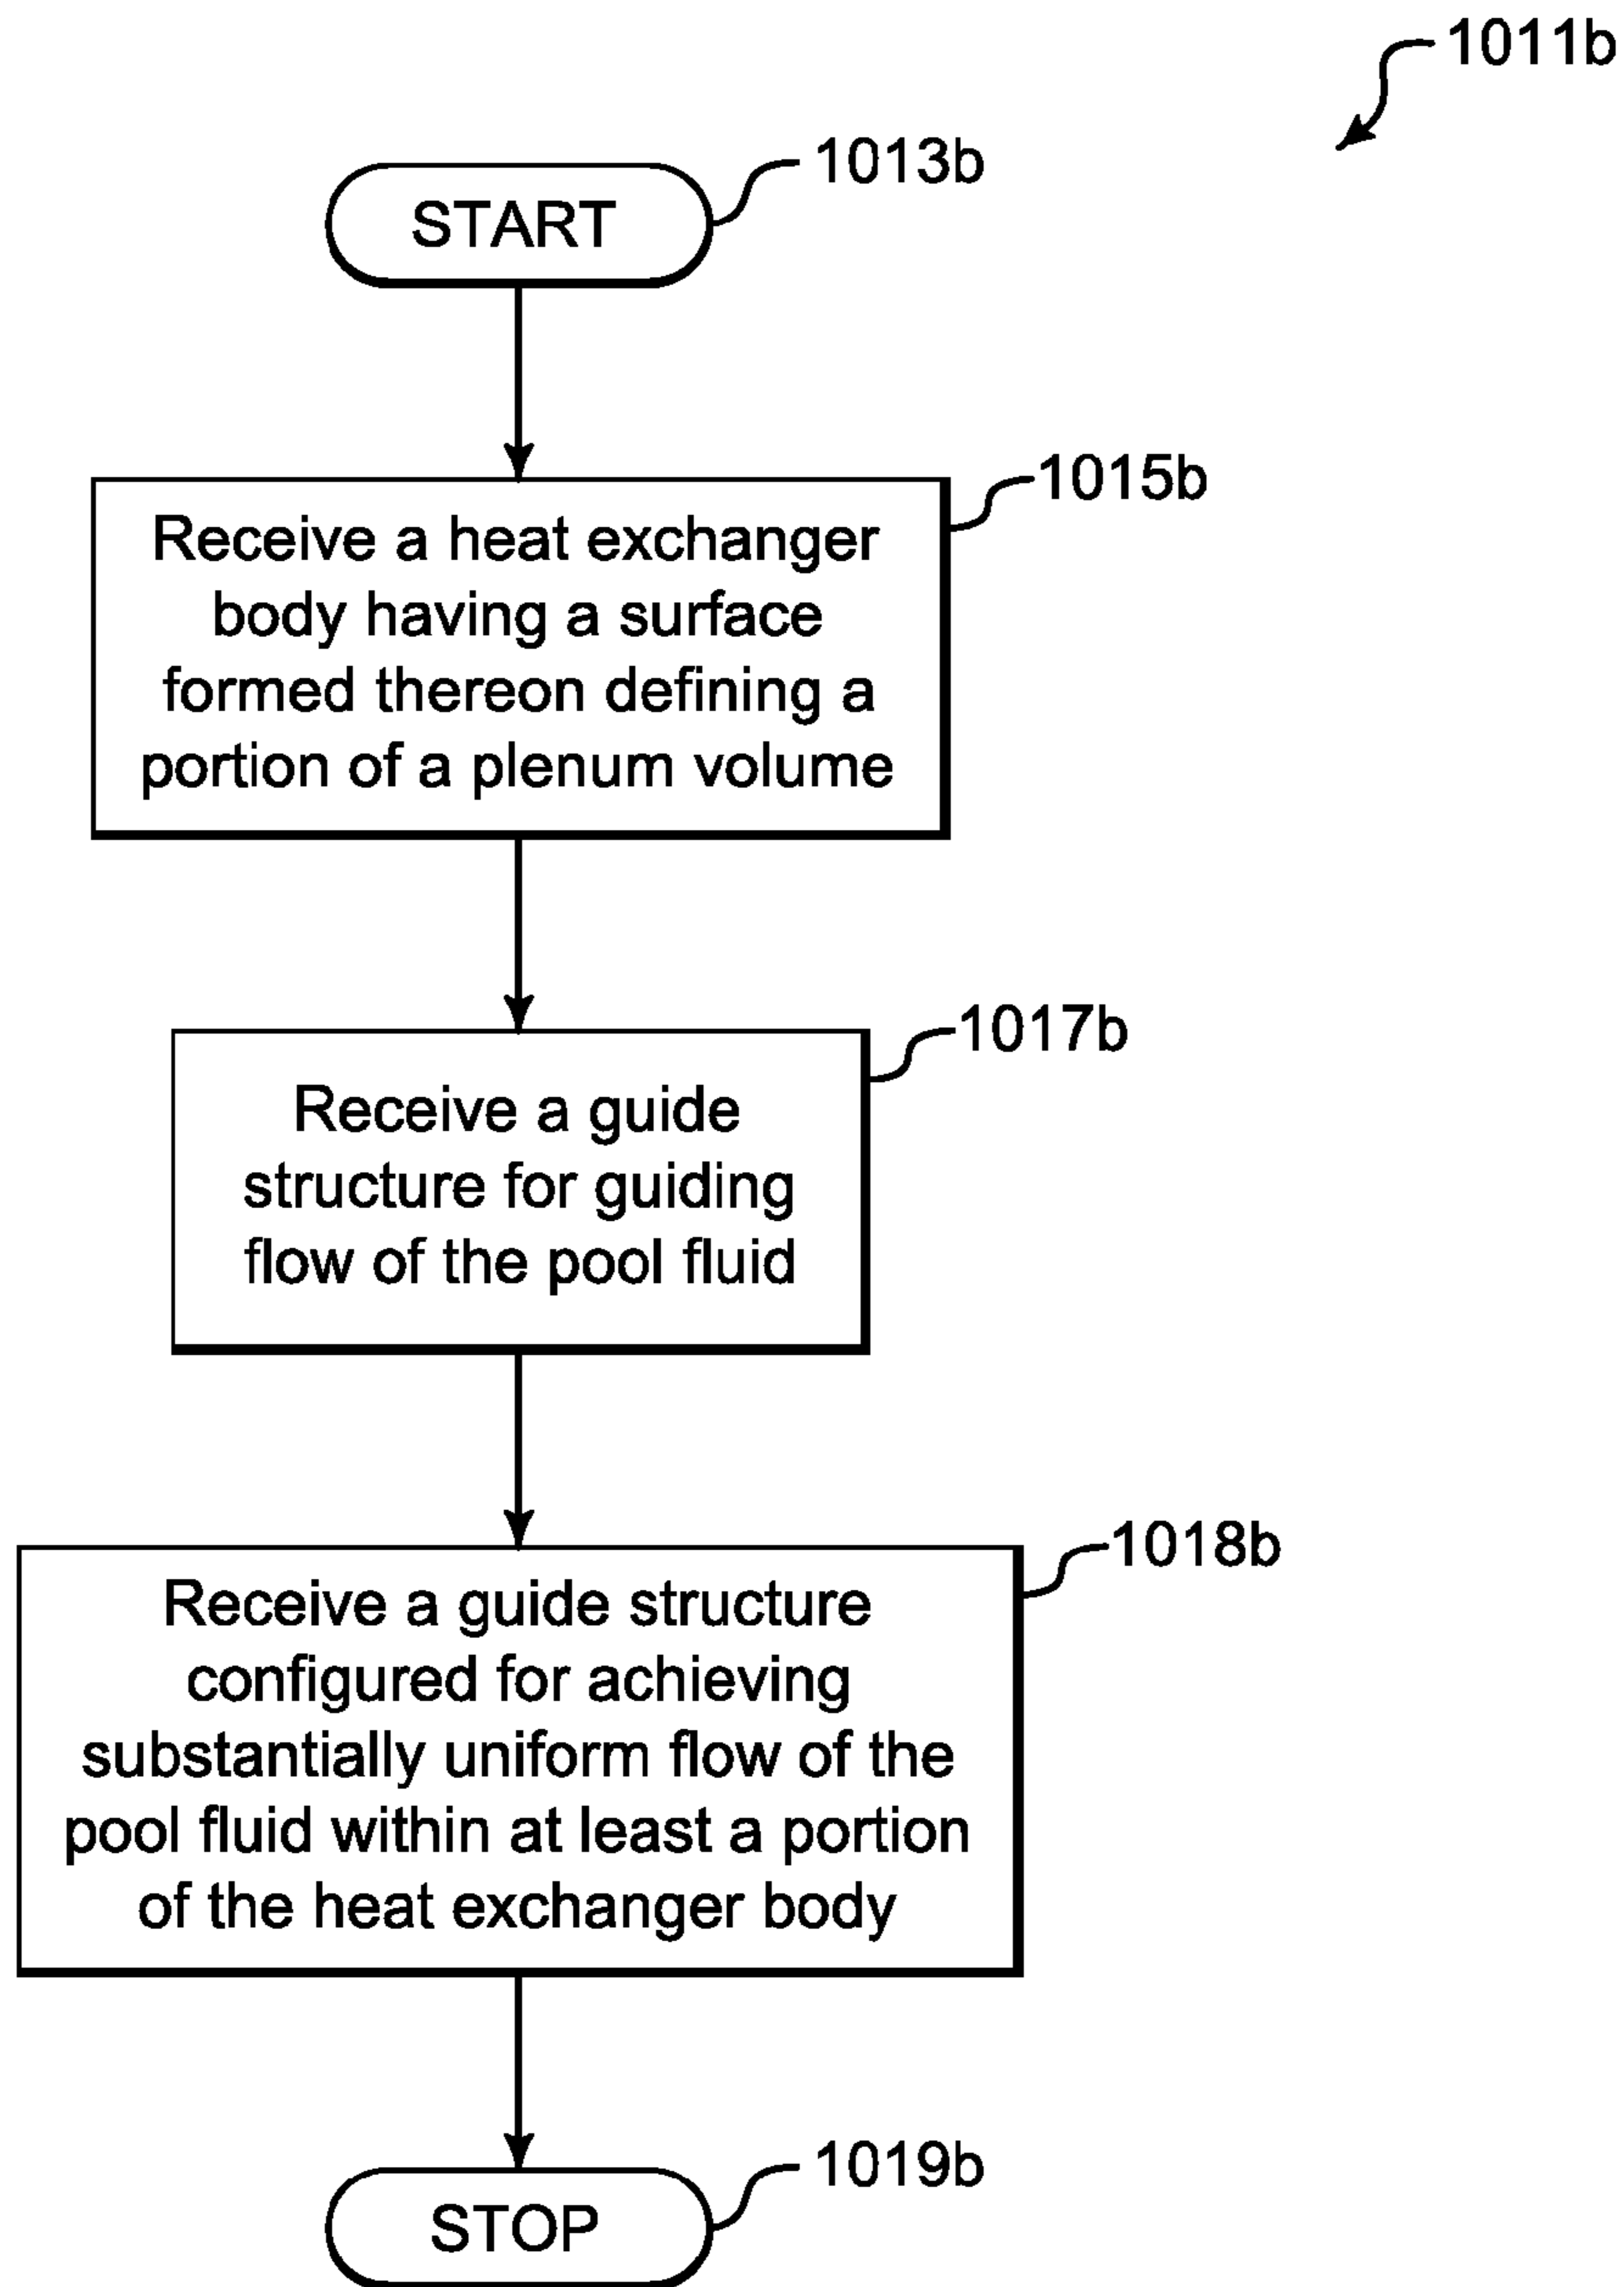 1011b
1013b
START
1015b
Receive a heat exchanger
body having a surface
formed thereon defining a
portion of a plenum volume
1017b
Receive a guide
structure for guiding
flow of the pool fluid
1018b
Receive a guide structure
configured for achieving
substantially uniform flow of the
pool fluid within at least a portion
of the heat exchanger body
1019b
STOP